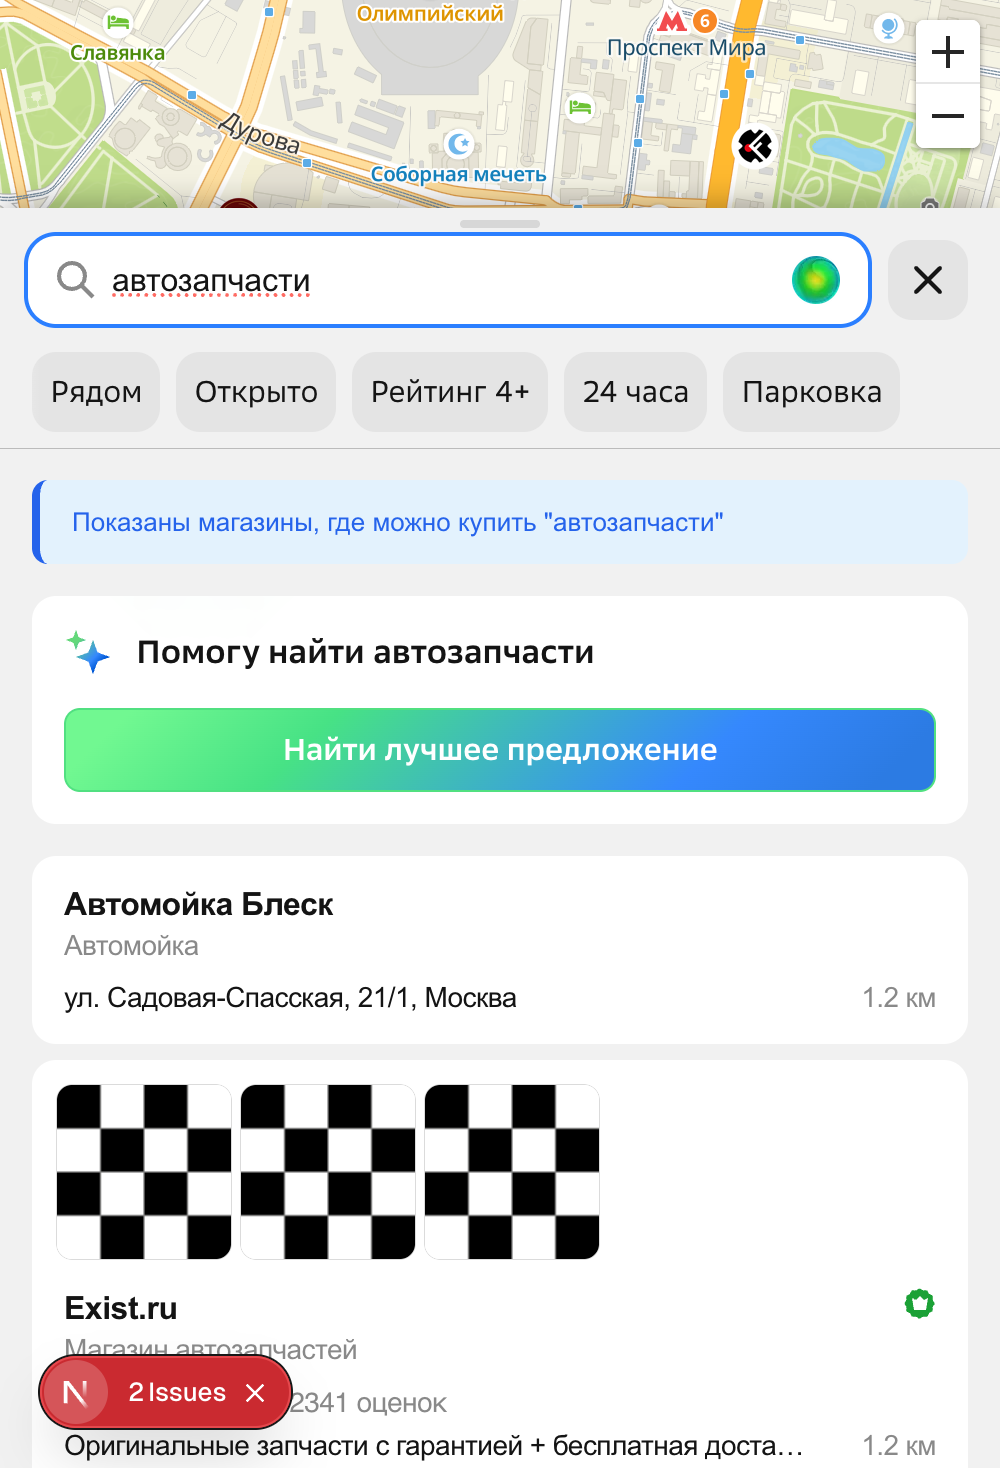 Олимпийский
6
Славянка
Проспект Мира
Дурова
Соборная мечеть
автозапчасти
Рядом
Открыто
Рейтинг 4+
24 часа
Парковка
Показаны магазины, где можно купить "автозапчасти"
Помогу найти автозапчасти
Найти лучшее предложение
Автомойка Блеск
Автомойка
ул. Садовая-Спасская, 21/1, Москва
1.2 км
Exist.ru
Магазин автозапчастей
N 2 Issues
2341 оценок
Оригинальные запчасти с гарантией + бесплатная доста...
1.2 км